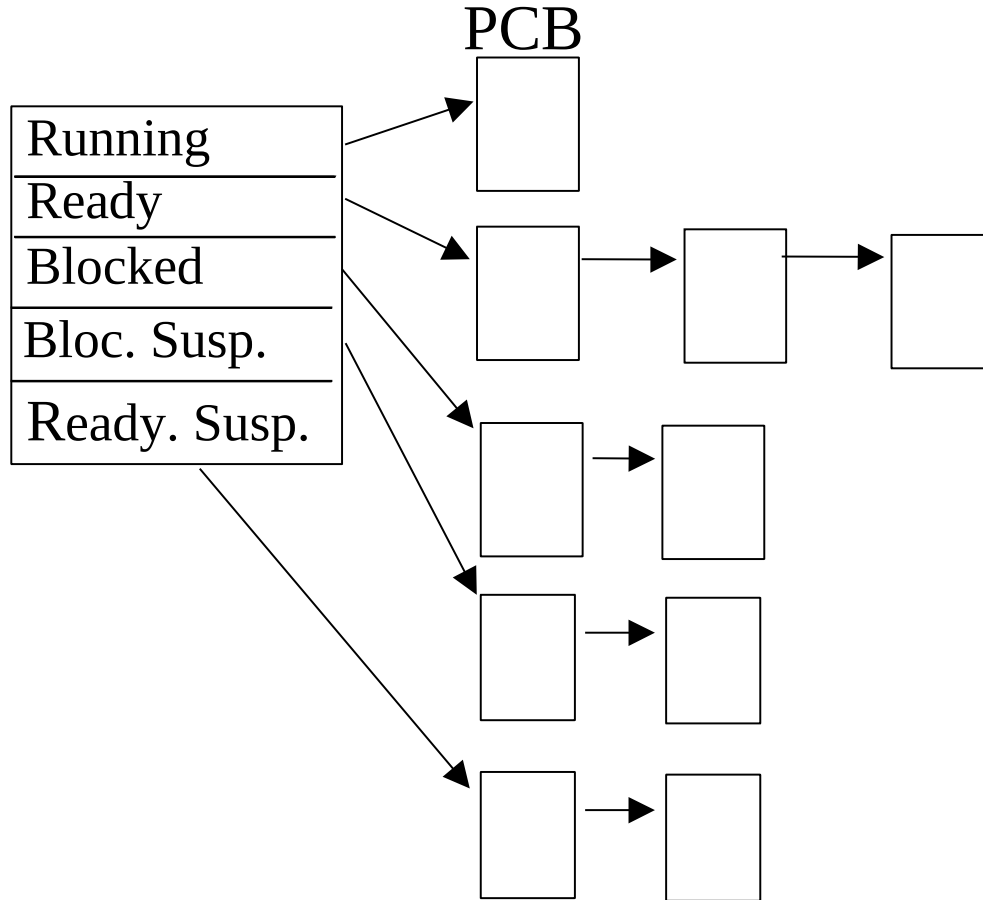 PCB
Running
Ready
Blocked
Bloc. Susp.
Ready. Susp.